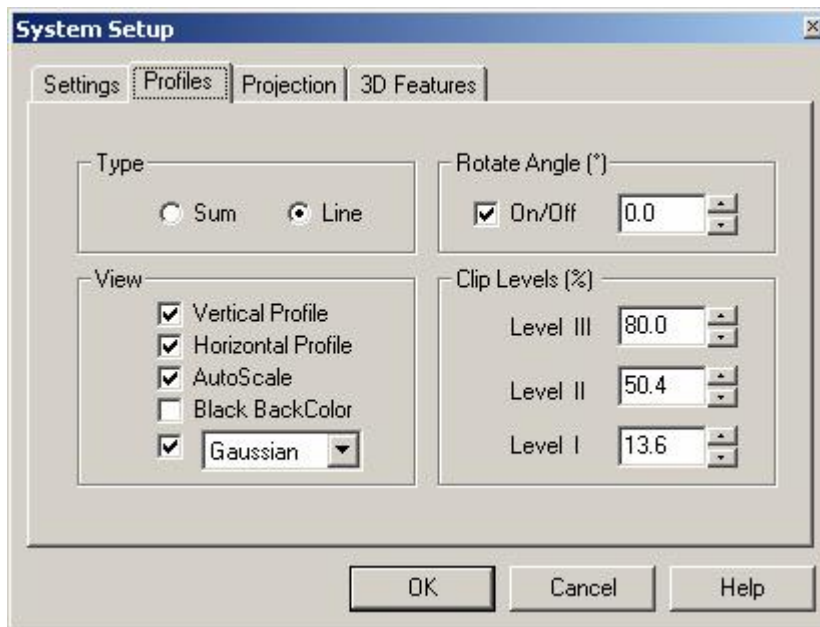 System Setup
Settings Profiles Projection 3D Features
Type
Sum Line
Rotate Angle (°)
On/Off 0.0
View
Vertical Profile
Horizontal Profile
AutoScale
Black BackColor
Gaussian
Clip Levels (%)
Level III 80.0
Level II 50.4
Level I 13.6
OK Cancel Help